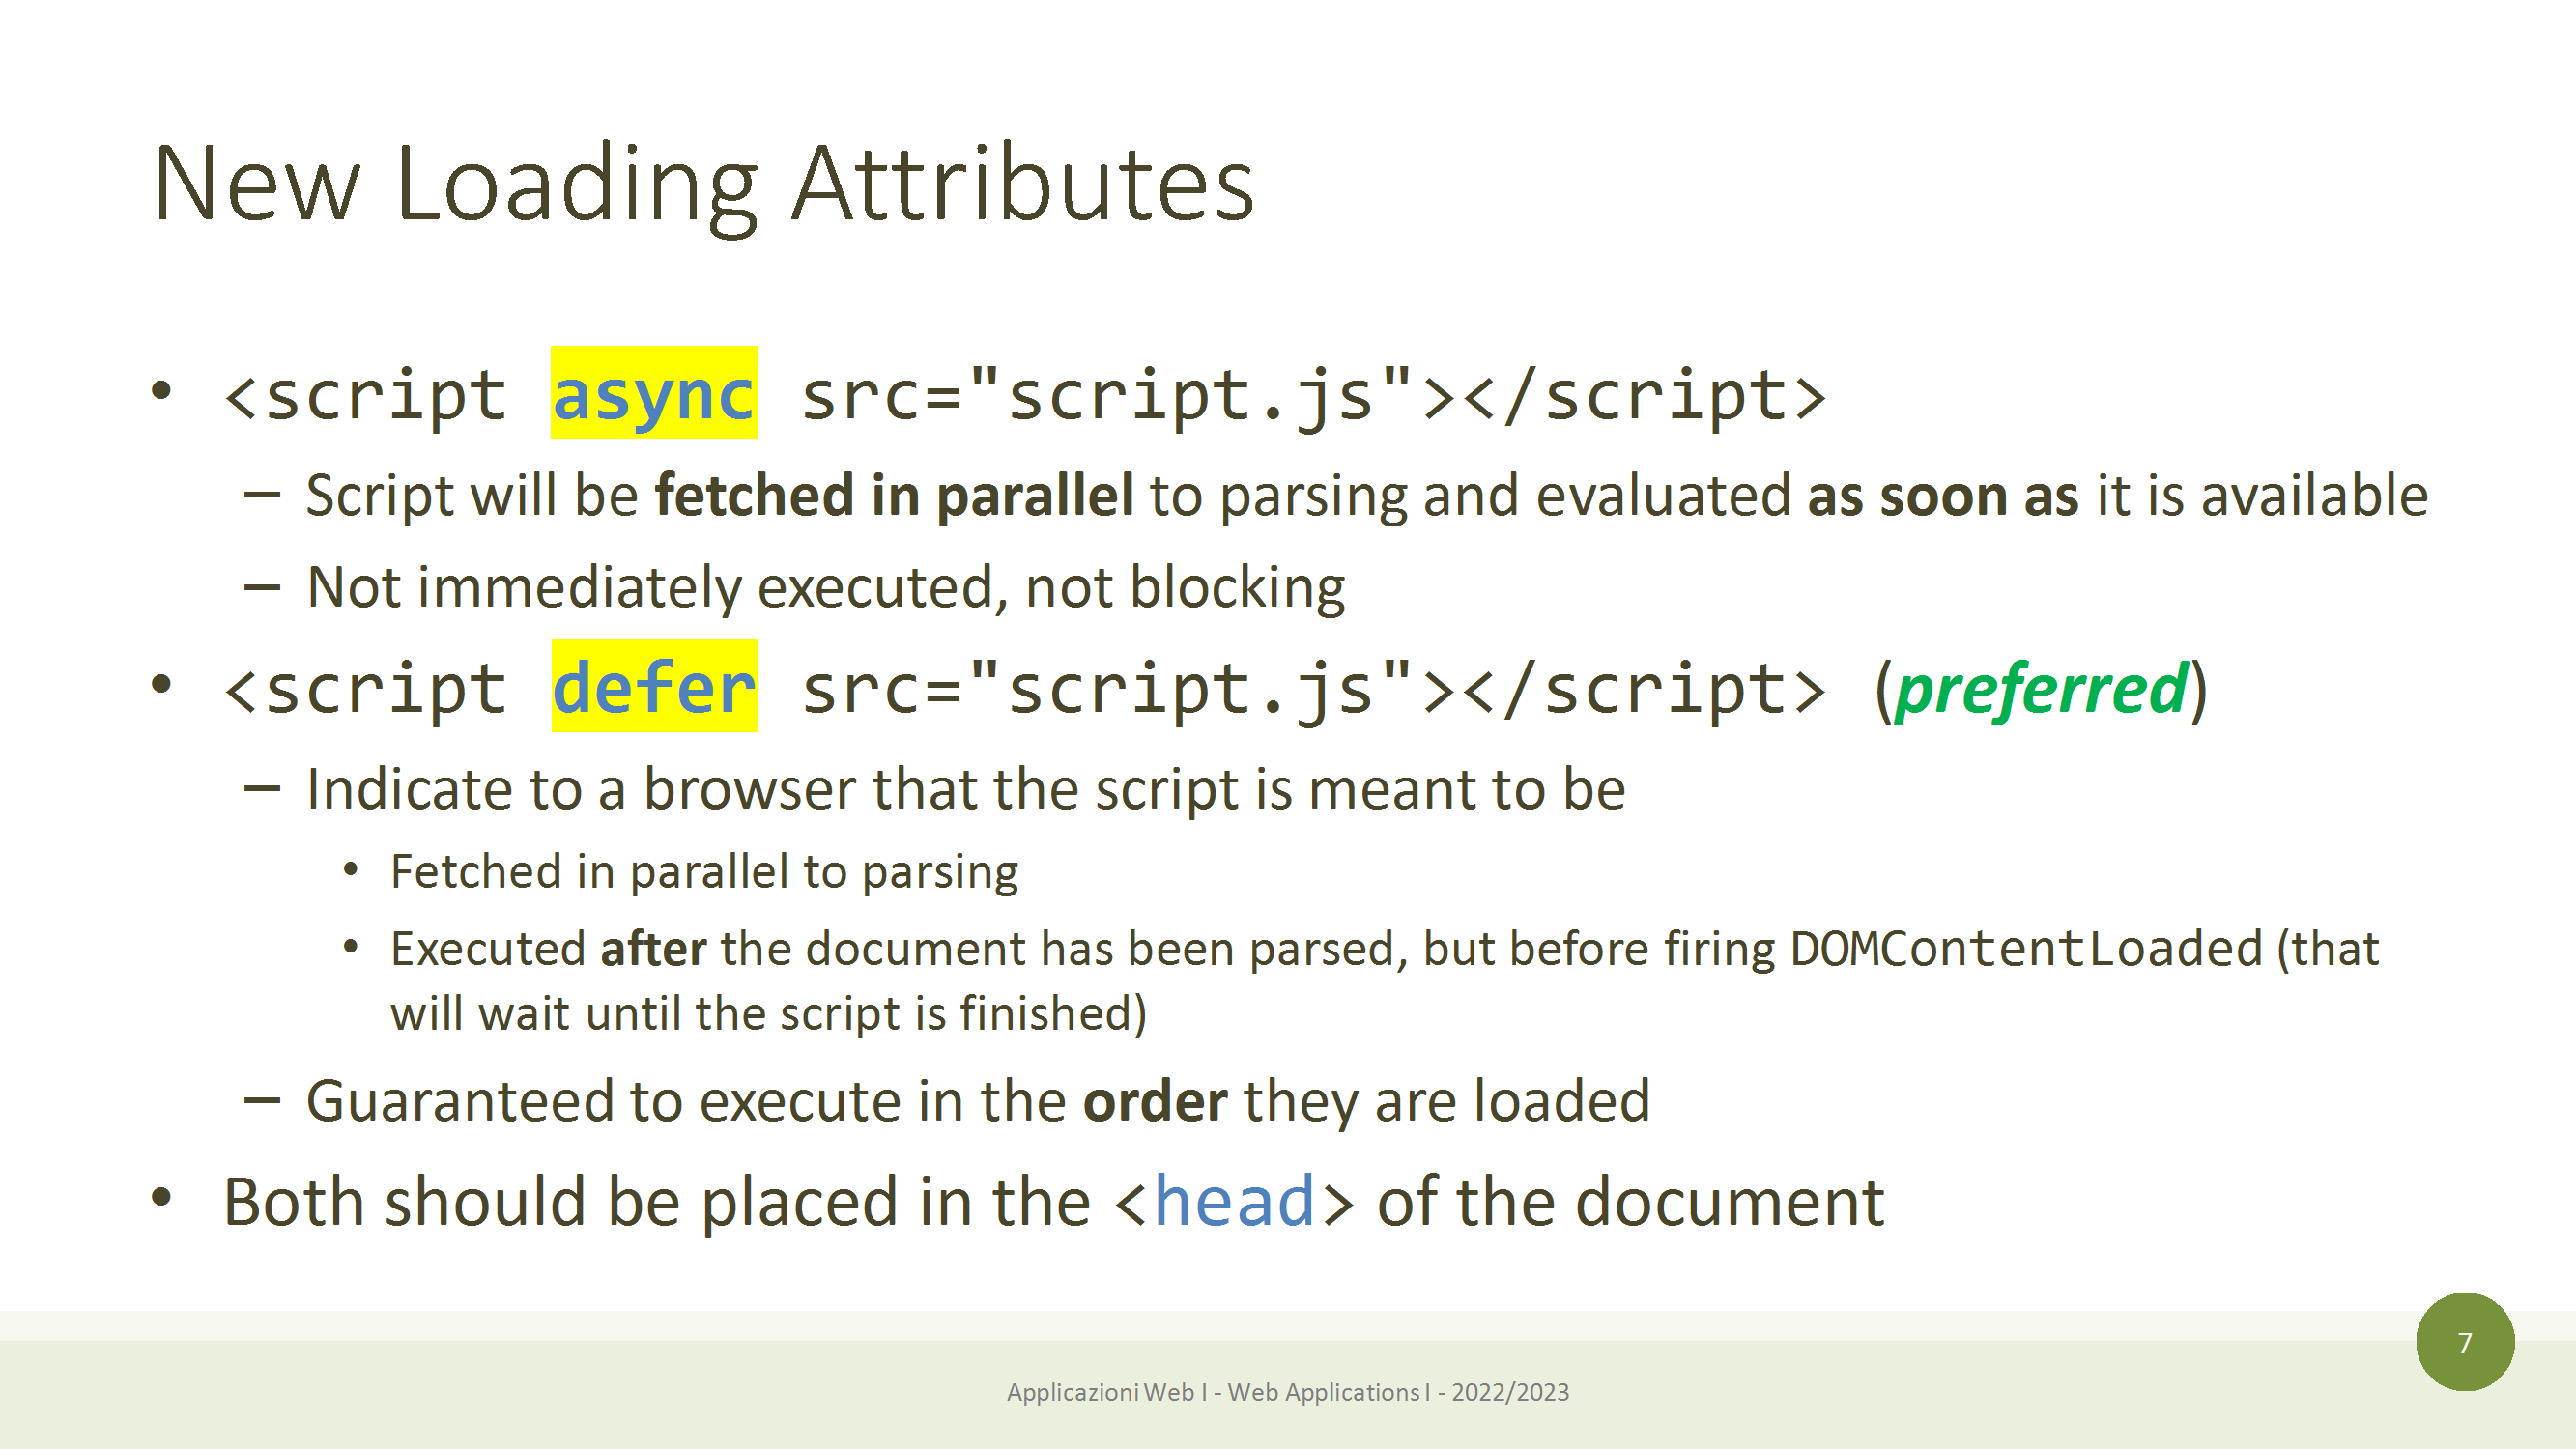 New Loading Attributes
• <script async src="script.js"></script>
– Script will be fetched in parallel to parsing and evaluated as soon as it is available
– Not immediately executed, not blocking
• <script defer src="script.js"></script> (preferred)
– Indicate to a browser that the script is meant to be
• Fetched in parallel to parsing
• Executed after the document has been parsed, but before firing DOMContentLoaded (that
will wait until the script is finished)
– Guaranteed to execute in the order they are loaded
• Both should be placed in the <head> of the document
7
Applicazioni Web I - Web Applications I - 2022/2023